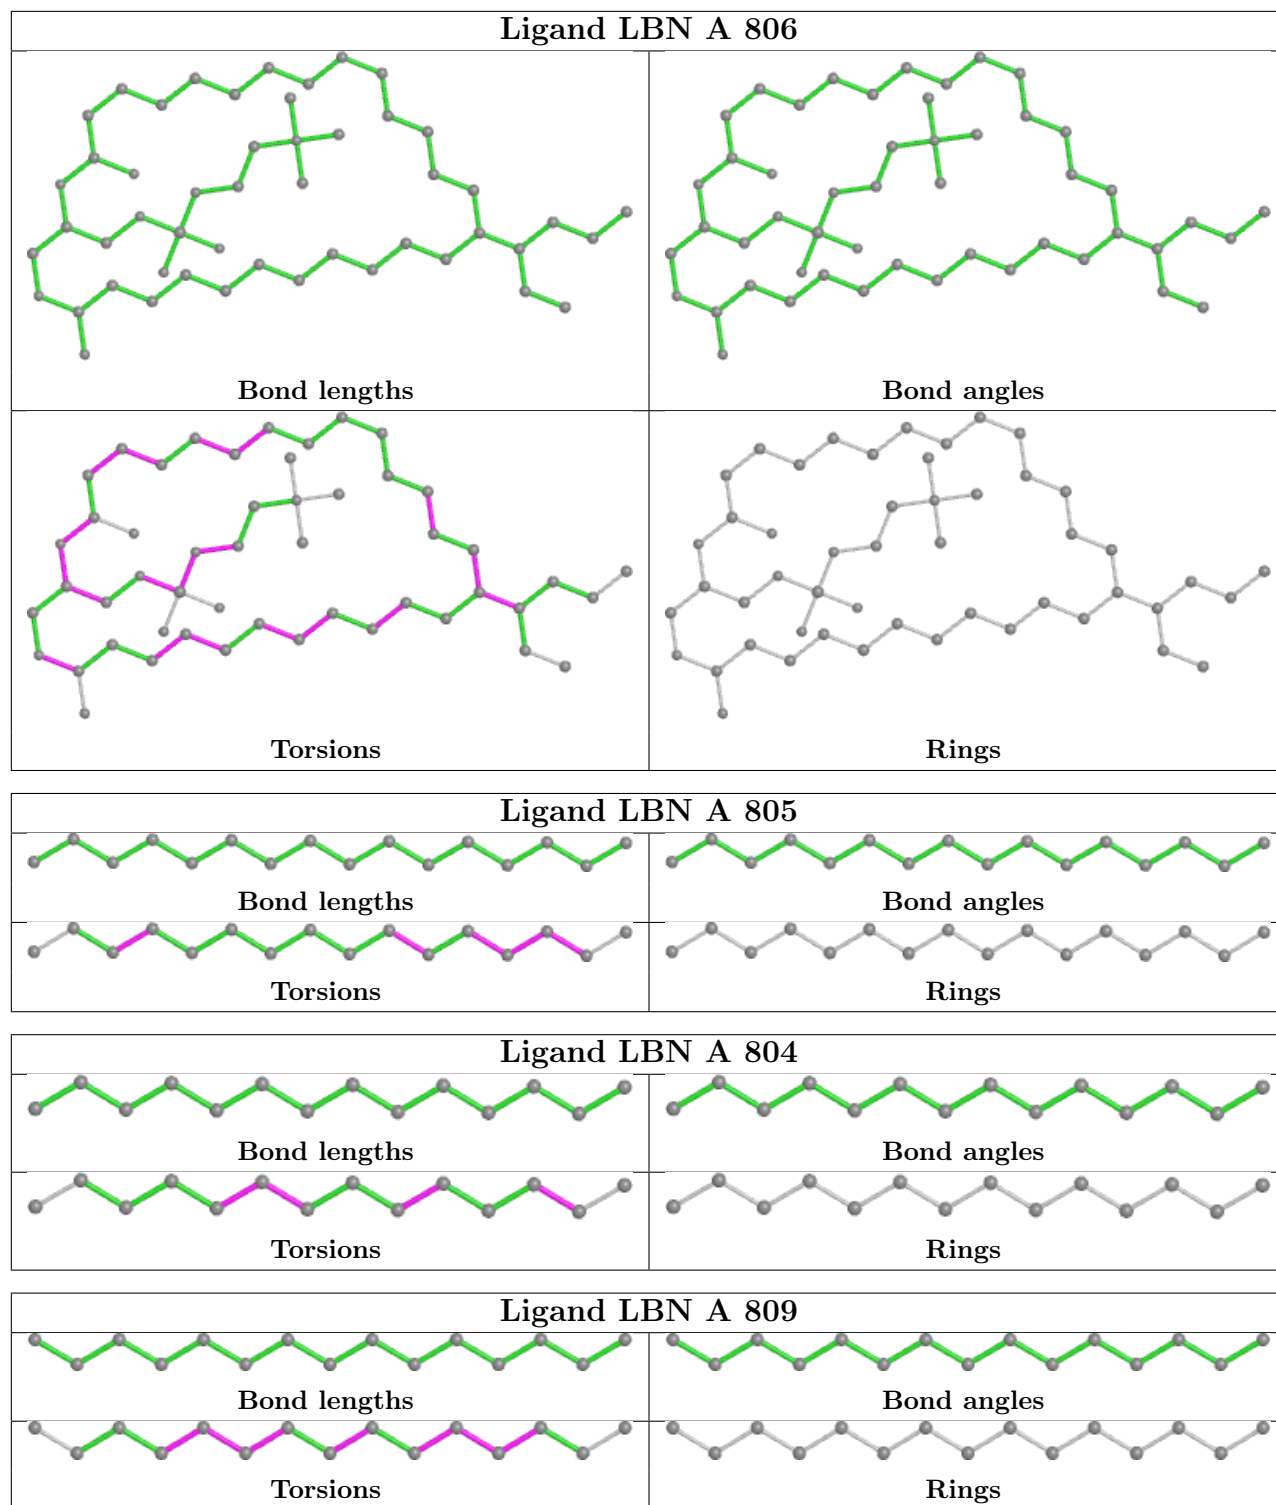 Ligand LBN A 806
Bond lengths
Bond angles
Torsions
Rings
Ligand LBN A 805
Bond lengths
Bond angles
Torsions
Rings
Ligand LBN A 804
Bond lengths
Bond angles
Torsions
Rings
Ligand LBN A 809
Bond lengths
Bond angles
Torsions
Rings